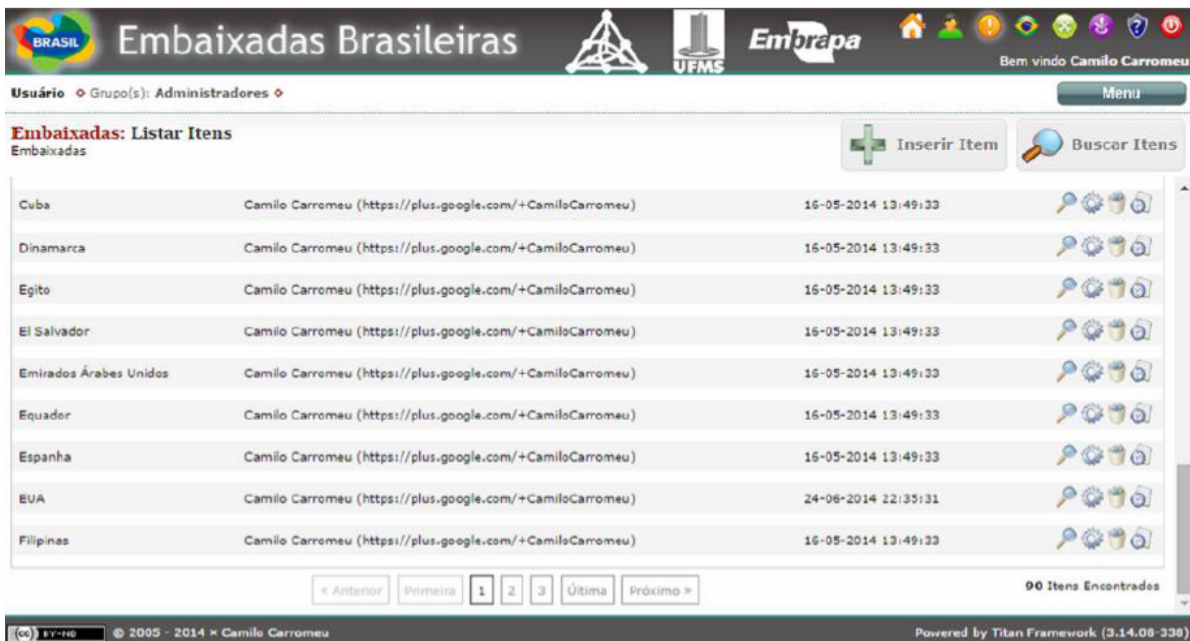 BRASIL Embaixadas Brasileiras UFMS Embrapa
Bem vindo Camilo Carromeu
Usuário Grupo(s): Administradores
Menu
Embaixadas: Listar Itens
Embaixadas
Inserir Item
Buscar Itens
Cuba Camilo Carromeu (https://plus.google.com/+CamiloCarromeu) 16-05-2014 13:49:33
Dinamarca Camilo Carromeu (https://plus.google.com/+CamiloCarromeu) 16-05-2014 13:49:33
Egito Camilo Carromeu (https://plus.google.com/+CamiloCarromeu) 16-05-2014 13:49:33
El Salvador Camilo Carromeu (https://plus.google.com/+CamiloCarromeu) 16-05-2014 13:49:33
Emirados Árabes Unidos Camilo Carromeu (https://plus.google.com/+CamiloCarromeu) 16-05-2014 13:49:33
Equador Camilo Carromeu (https://plus.google.com/+CamiloCarromeu) 16-05-2014 13:49:33
Espanha Camilo Carromeu (https://plus.google.com/+CamiloCarromeu) 16-05-2014 13:49:33
EUA Camilo Carromeu (https://plus.google.com/+CamiloCarromeu) 24-06-2014 22:35:31
Filipinas Camilo Carromeu (https://plus.google.com/+CamiloCarromeu) 16-05-2014 13:49:33
« Anterior Primeira 1 2 3 Última Próximo »
90 Itens Encontrados
(cc) BY-ND © 2005 - 2014 × Camilo Carromeu
Powered by Titan Framework (3.14.08-338)